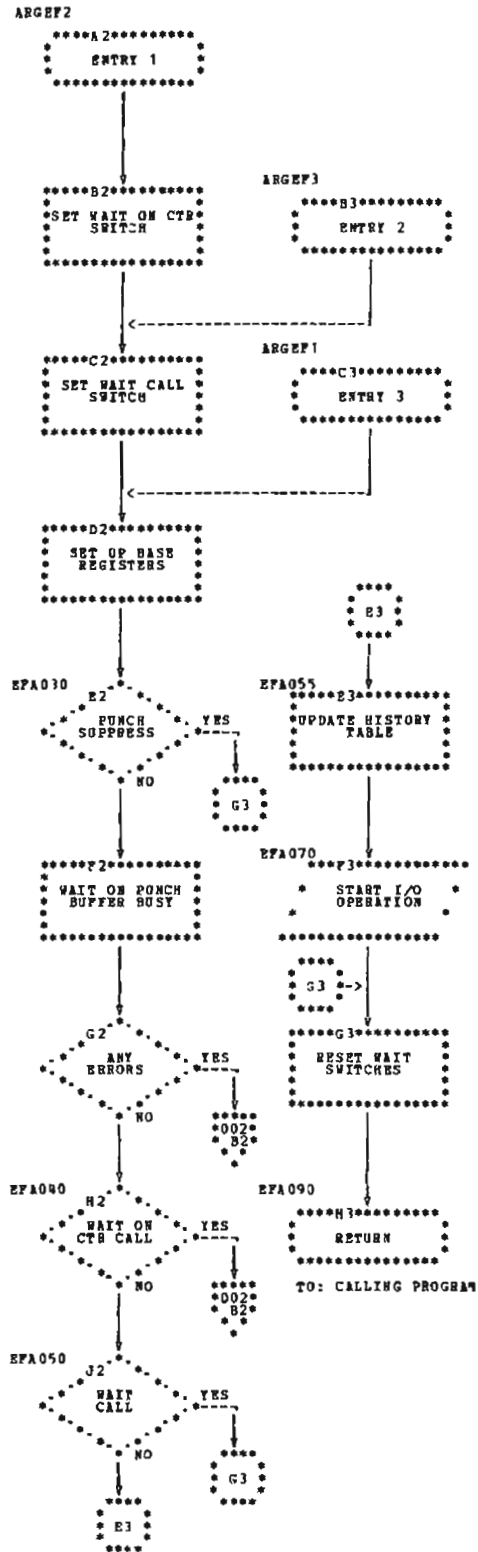 ARGEF2
A2
ENTRY 1
B2
SET WAIT ON CTR
SWITCH
ARGEF3
B3
ENTRY 2
C2
SET WAIT CALL
SWITCH
ARGEF1
C3
ENTRY 3
D2
SET UP BASE
REGISTERS
E3
EFA030
E2
PUNCH
SUPPRESS
YES
NO
G3
EFA055
E3
UPDATE HISTORY
TABLE
F2
WAIT ON PUNCH
BUFFER BUSY
EFA070
F3
START I/O
OPERATION
G3
G2
ANY
ERRORS
YES
NO
002
B2
G3
RESET WAIT
SWITCHES
EFA040
H2
WAIT ON
CTR CALL
YES
NO
002
B2
EFA090
H3
RETURN
TO: CALLING PROGRAM
EFA050
J2
WAIT
CALL
YES
NO
G3
E3